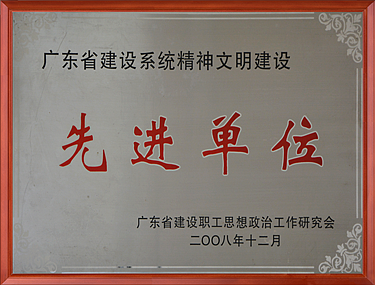 广东省建设系统精神文明建设
先进单位
广东省建设职工思想政治工作研究会
二〇〇八年十二月